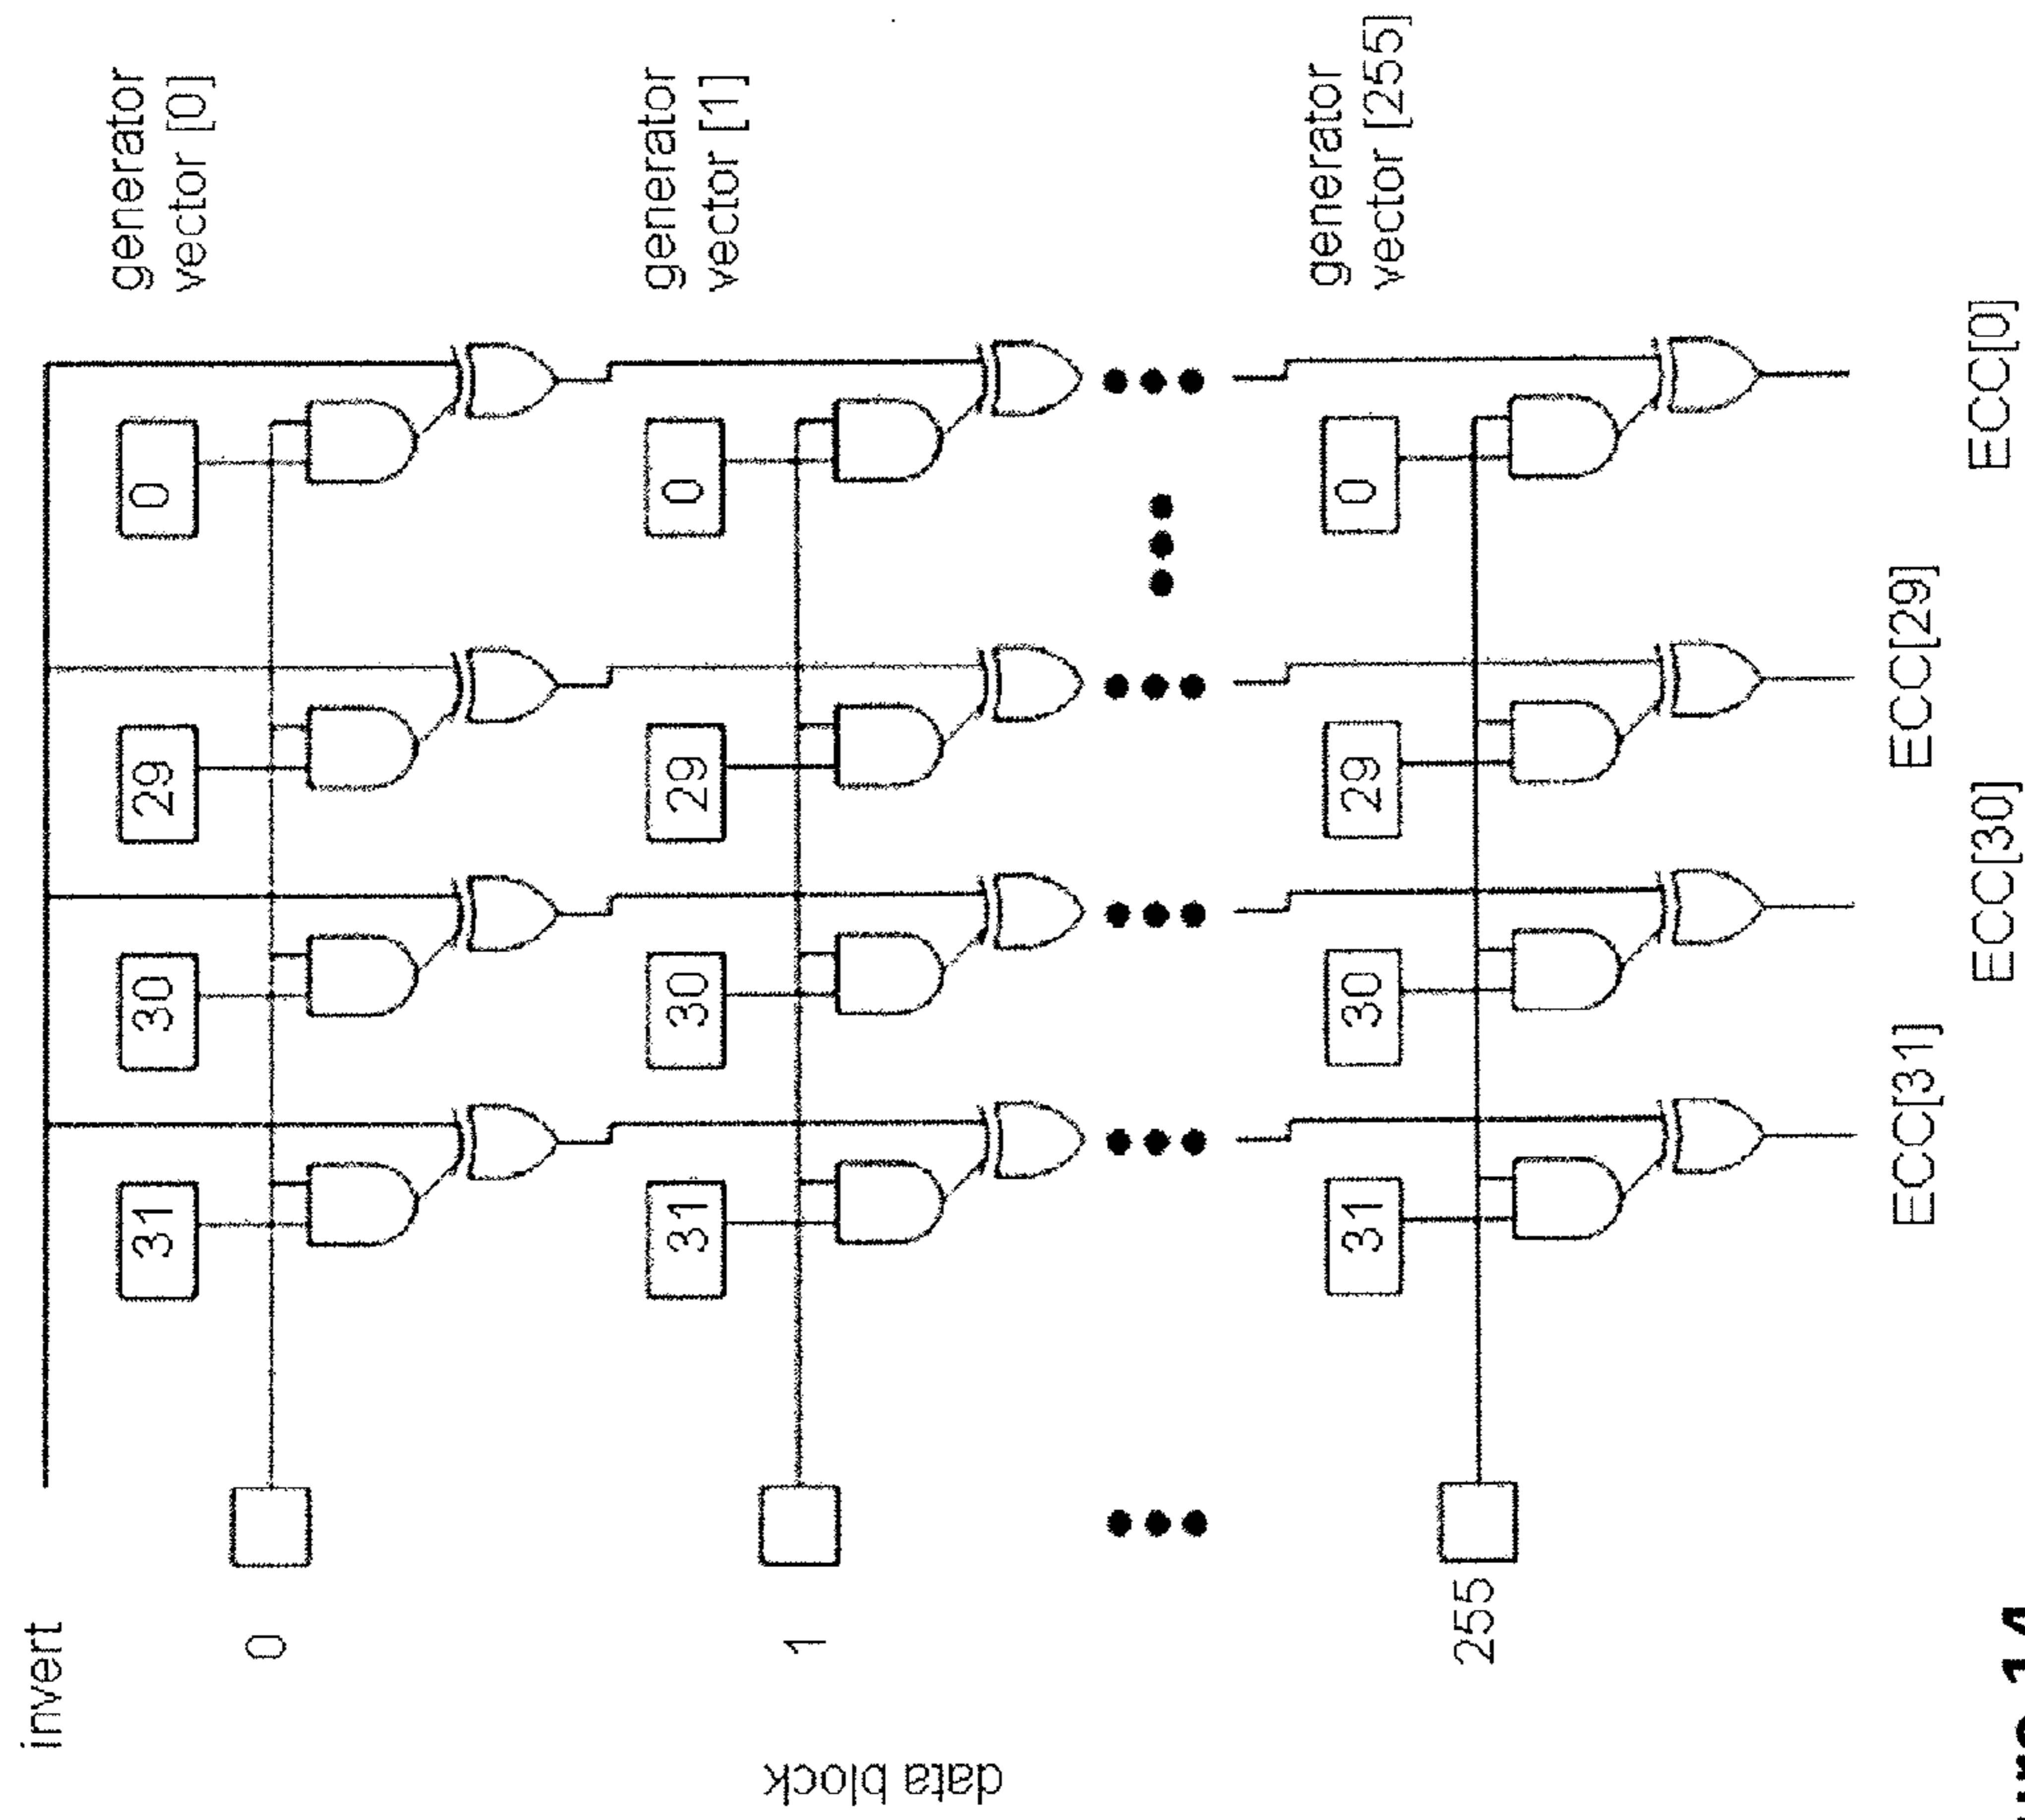 invert
generator
vector [0]
31
30
29
0
0
generator
vector [1]
31
30
29
0
1
data block
generator
vector [255]
31
30
29
0
255
ECC[31]
ECC[30]
ECC[29]
ECC[0]